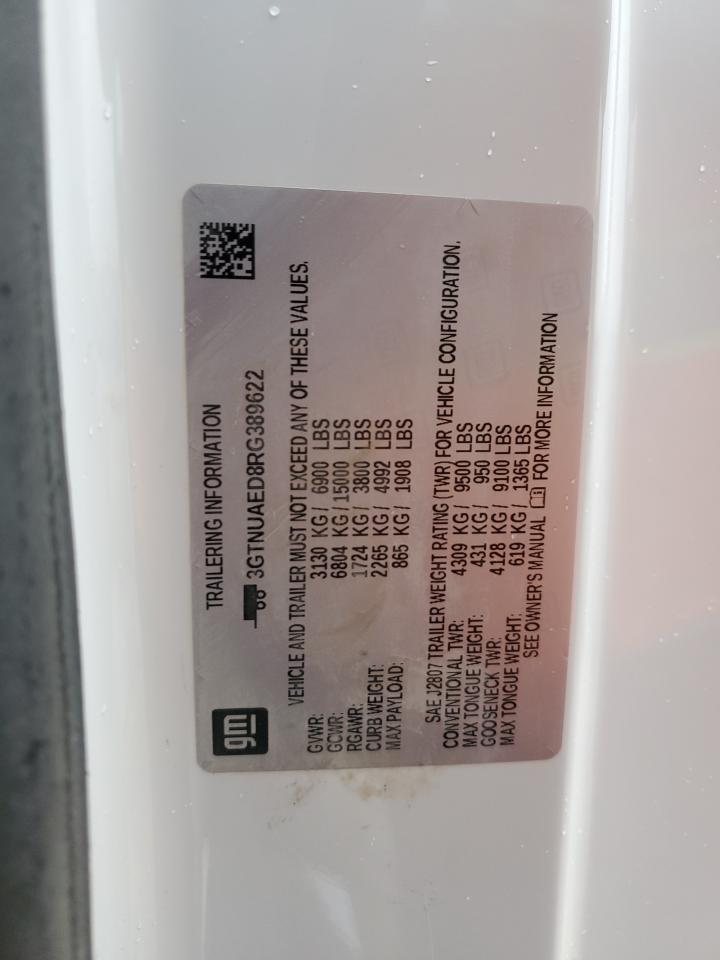 gm
TRAILERING INFORMATION
3GTNUAED8RG389622
VEHICLE AND TRAILER MUST NOT EXCEED ANY OF THESE VALUES.
GVWR: 3130 KG / 6900 LBS
GCWR: 6804 KG / 15000 LBS
RGAWR: 1724 KG / 3800 LBS
CURB WEIGHT: 2265 KG / 4992 LBS
MAX PAYLOAD: 865 KG / 1908 LBS
SAE J2807 TRAILER WEIGHT RATING (TWR) FOR VEHICLE CONFIGURATION.
CONVENTIONAL TWR: 4309 KG / 9500 LBS
MAX TONGUE WEIGHT: 431 KG / 950 LBS
GOOSENECK TWR: 4128 KG / 9100 LBS
MAX TONGUE WEIGHT: 619 KG / 1365 LBS
SEE OWNER'S MANUAL FOR MORE INFORMATION